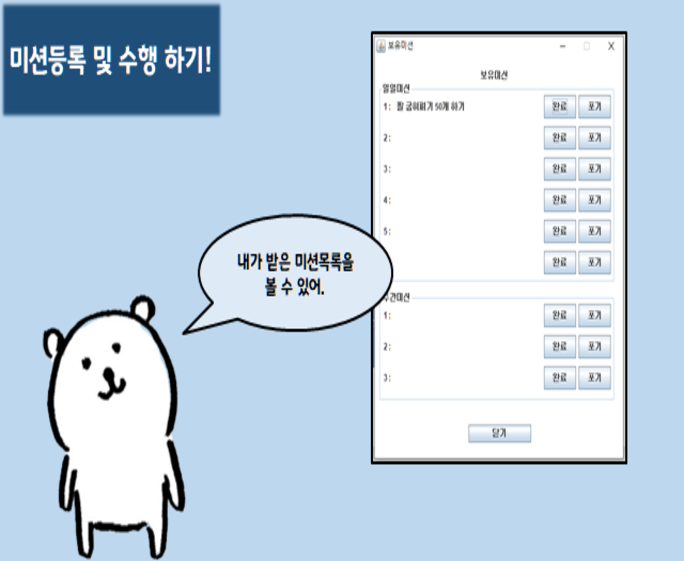 미션등록 및 수행 하기!
보유미션
보유미션
일일미션
1: 팔 굽혀펴기 50개 하기 완료 포기
2: 완료 포기
3: 완료 포기
4: 완료 포기
5: 완료 포기
완료 포기
내가 받은 미션목록을
볼 수 있어.
주간미션
1: 완료 포기
2: 완료 포기
3: 완료 포기
닫기